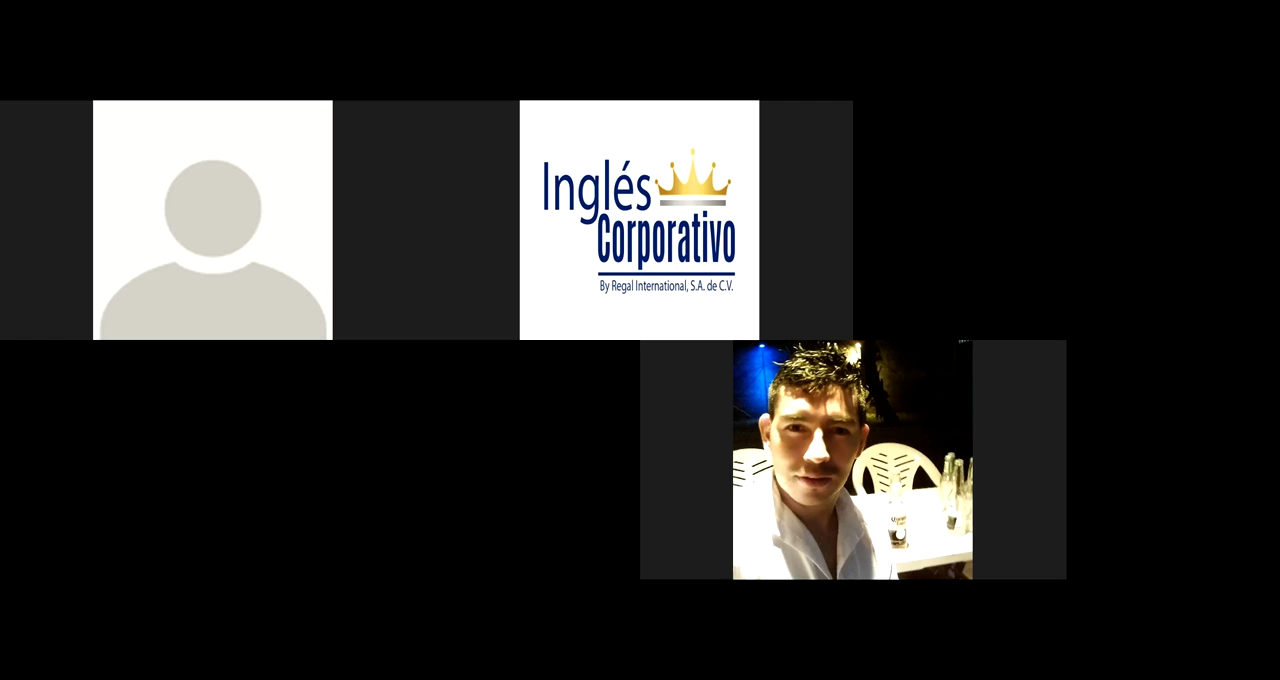 Inglés
Corporativo
By Regal International, S.A. de C.V.